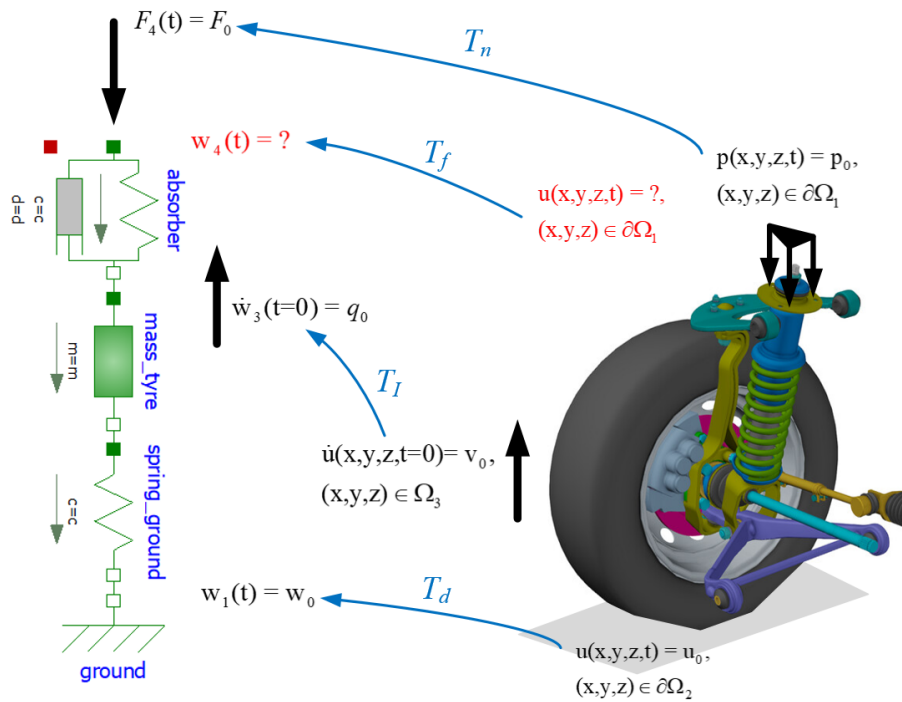 F₄(t) = F₀
Tₙ
w₄(t) = ?
T_f
p(x,y,z,t) = p₀,
(x,y,z) ∈ ∂Ω₁
u(x,y,z,t) = ?,
(x,y,z) ∈ ∂Ω₁
c=c
d=d
absorber
ẇ₃(t=0) = q₀
T_I
m=m
mass_tyre
u̇(x,y,z,t=0)= v₀,
(x,y,z) ∈ Ω₃
c=c
spring_ground
w₁(t) = w₀
T_d
u(x,y,z,t) = u₀,
(x,y,z) ∈ ∂Ω₂
ground